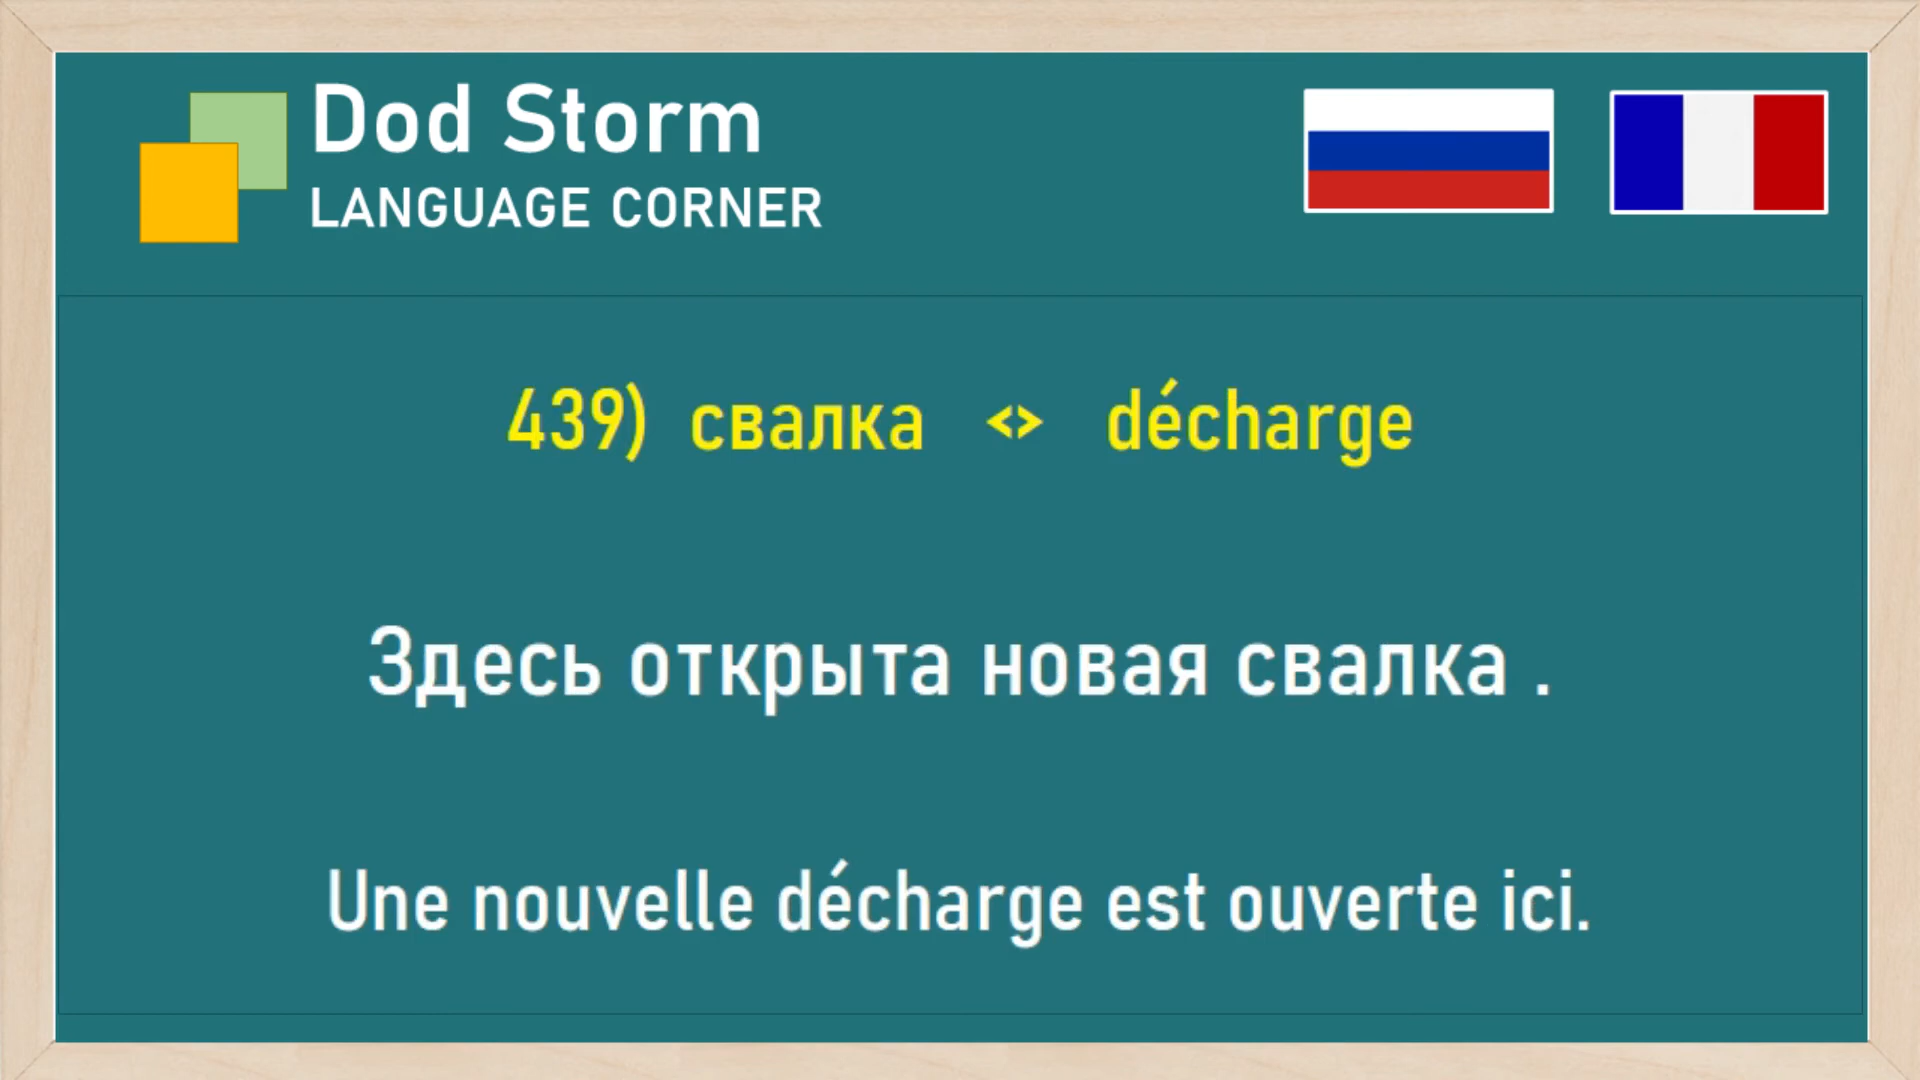 Dod Storm
LANGUAGE CORNER
439) свалка <> décharge
Здесь открыта новая свалка .
Une nouvelle décharge est ouverte ici.